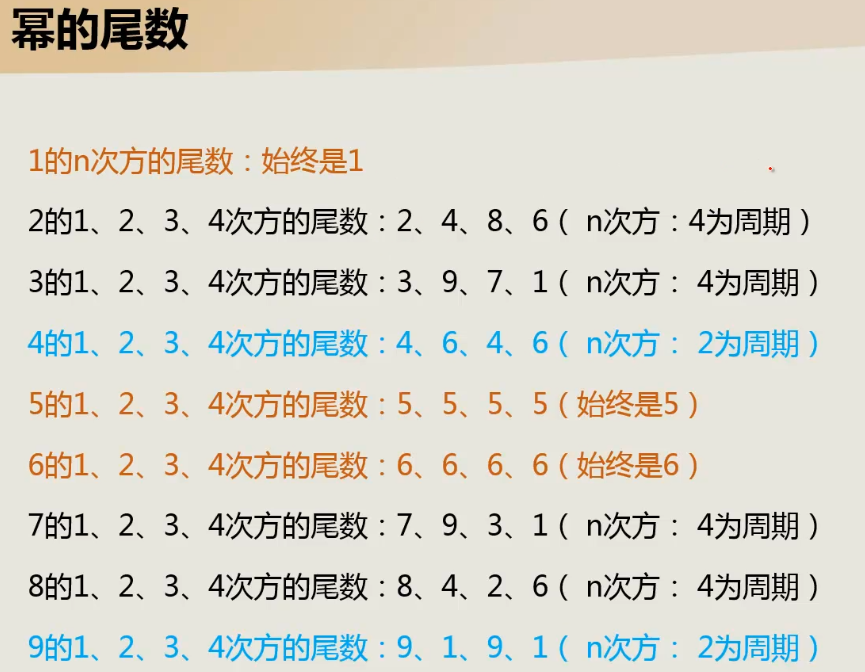 幂的尾数
1的n次方的尾数：始终是1
2的1、2、3、4次方的尾数：2、4、8、6（ n次方：4为周期）
3的1、2、3、4次方的尾数：3、9、7、1（ n次方： 4为周期）
4的1、2、3、4次方的尾数：4、6、4、6（ n次方： 2为周期）
5的1、2、3、4次方的尾数：5、5、5、5（始终是5）
6的1、2、3、4次方的尾数：6、6、6、6（始终是6）
7的1、2、3、4次方的尾数：7、9、3、1（ n次方： 4为周期）
8的1、2、3、4次方的尾数：8、4、2、6（ n次方： 4为周期）
9的1、2、3、4次方的尾数：9、1、9、1（ n次方： 2为周期）